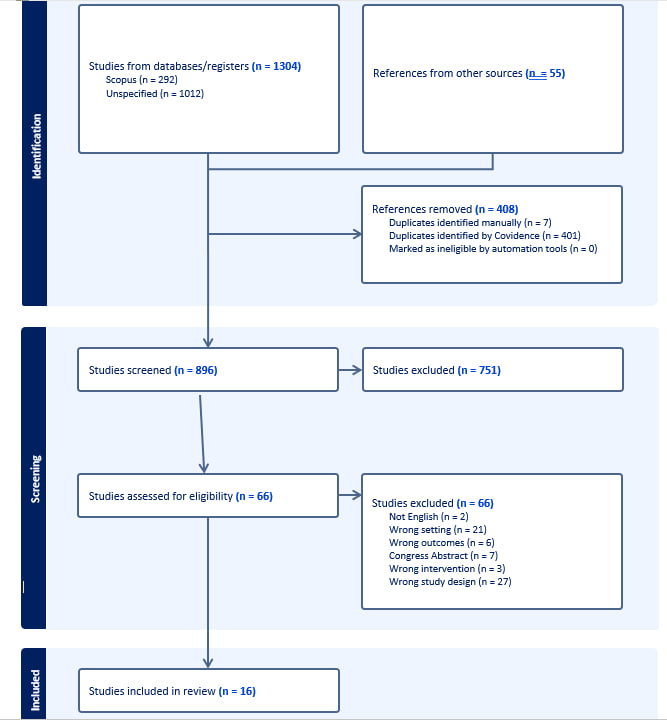 Identification
Studies from databases/registers (n = 1304)
Scopus (n = 292)
Unspecified (n = 1012)
References from other sources (n = 55)
References removed (n = 408)
Duplicates identified manually (n = 7)
Duplicates identified by Covidence (n = 401)
Marked as ineligible by automation tools (n = 0)
Screening
Studies screened (n = 896)
Studies excluded (n = 751)
Studies assessed for eligibility (n = 66)
Studies excluded (n = 66)
Not English (n = 2)
Wrong setting (n = 21)
Wrong outcomes (n = 6)
Congress Abstract (n = 7)
Wrong intervention (n = 3)
Wrong study design (n = 27)
Included
Studies included in review (n = 16)